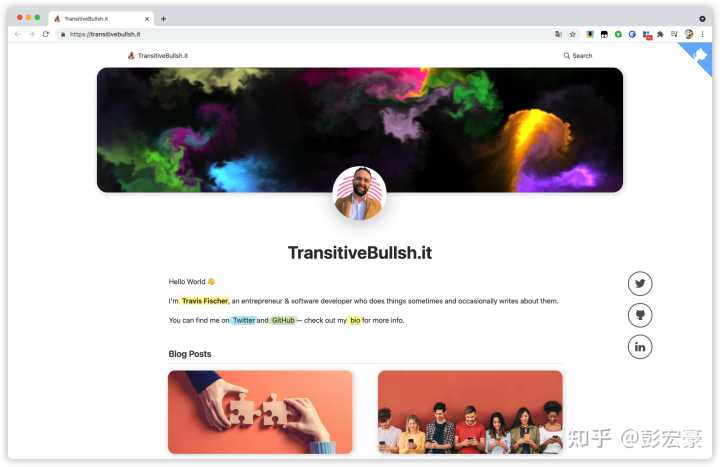 TransitiveBullsh.it
https://transitivebullsh.it
TransitiveBullsh.it
Search
TransitiveBullsh.it
Hello World 👋
I'm Travis Fischer, an entrepreneur & software developer who does things sometimes and occasionally writes about them.
You can find me on Twitter and GitHub — check out my bio for more info.
Blog Posts
知乎 @彭宏豪